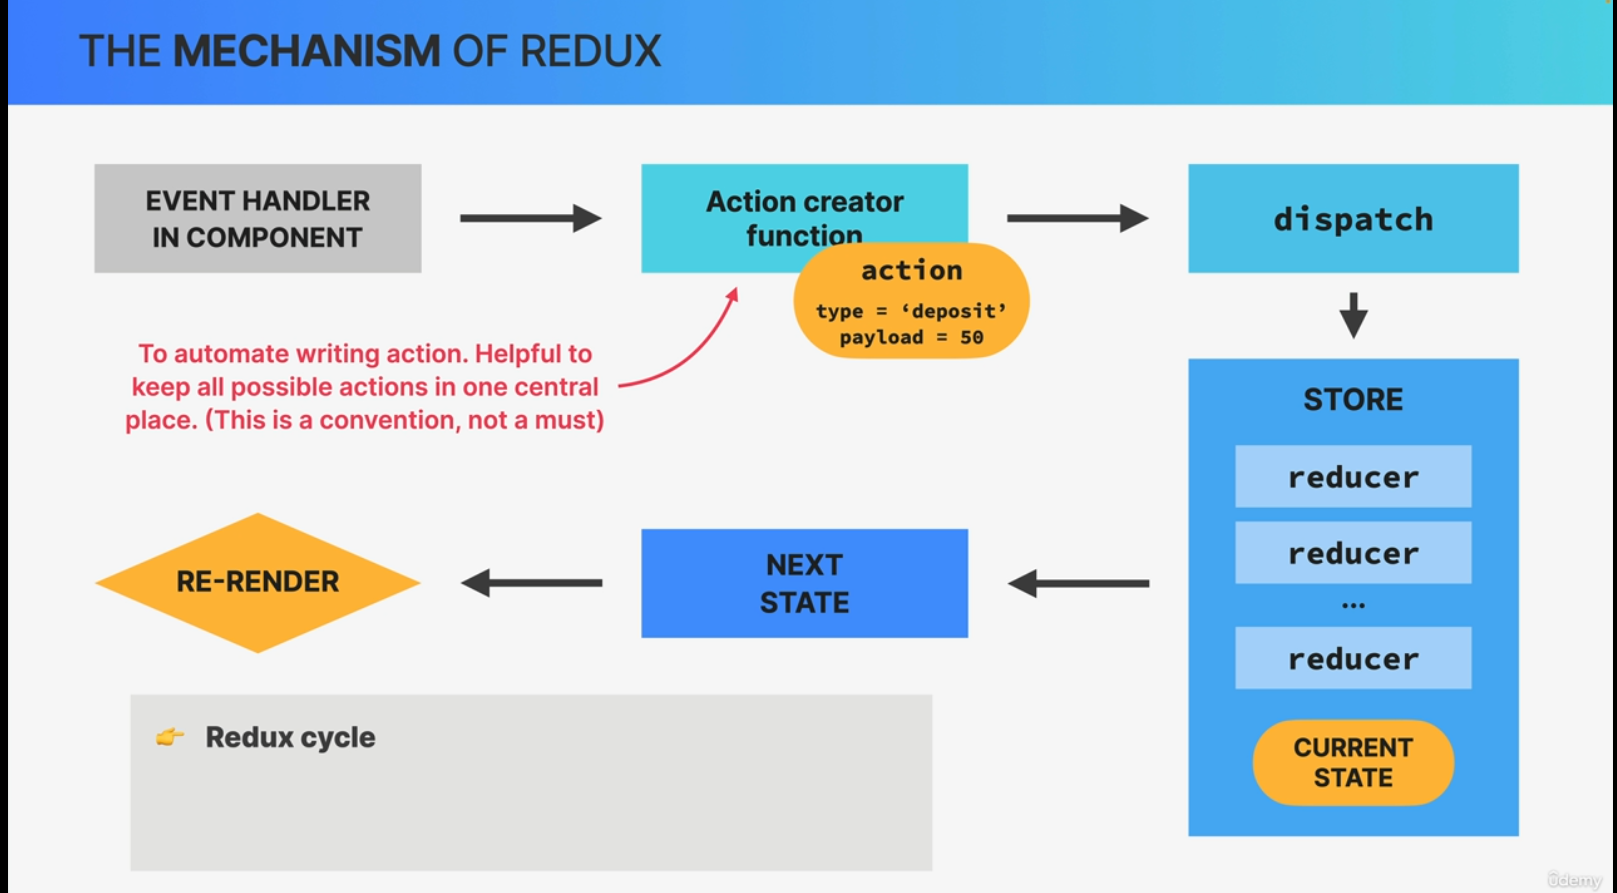 THE MECHANISM OF REDUX
EVENT HANDLER
IN COMPONENT
Action creator
function
dispatch
action
type = ‘deposit’
payload = 50
To automate writing action. Helpful to
keep all possible actions in one central
place. (This is a convention, not a must)
STORE
reducer
reducer
...
reducer
CURRENT
STATE
NEXT
STATE
RE-RENDER
👉 Redux cycle
ûdemy